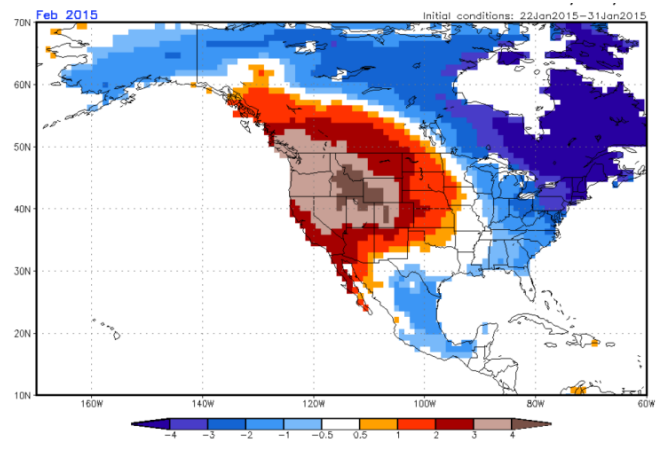 Feb 2015
Initial conditions: 22Jan2015-31Jan2015
70N
60N
50N
40N
30N
20N
10N
160W 140W 120W 100W 80W 60W
-4 -3 -2 -1 -0.5 0.5 1 2 3 4